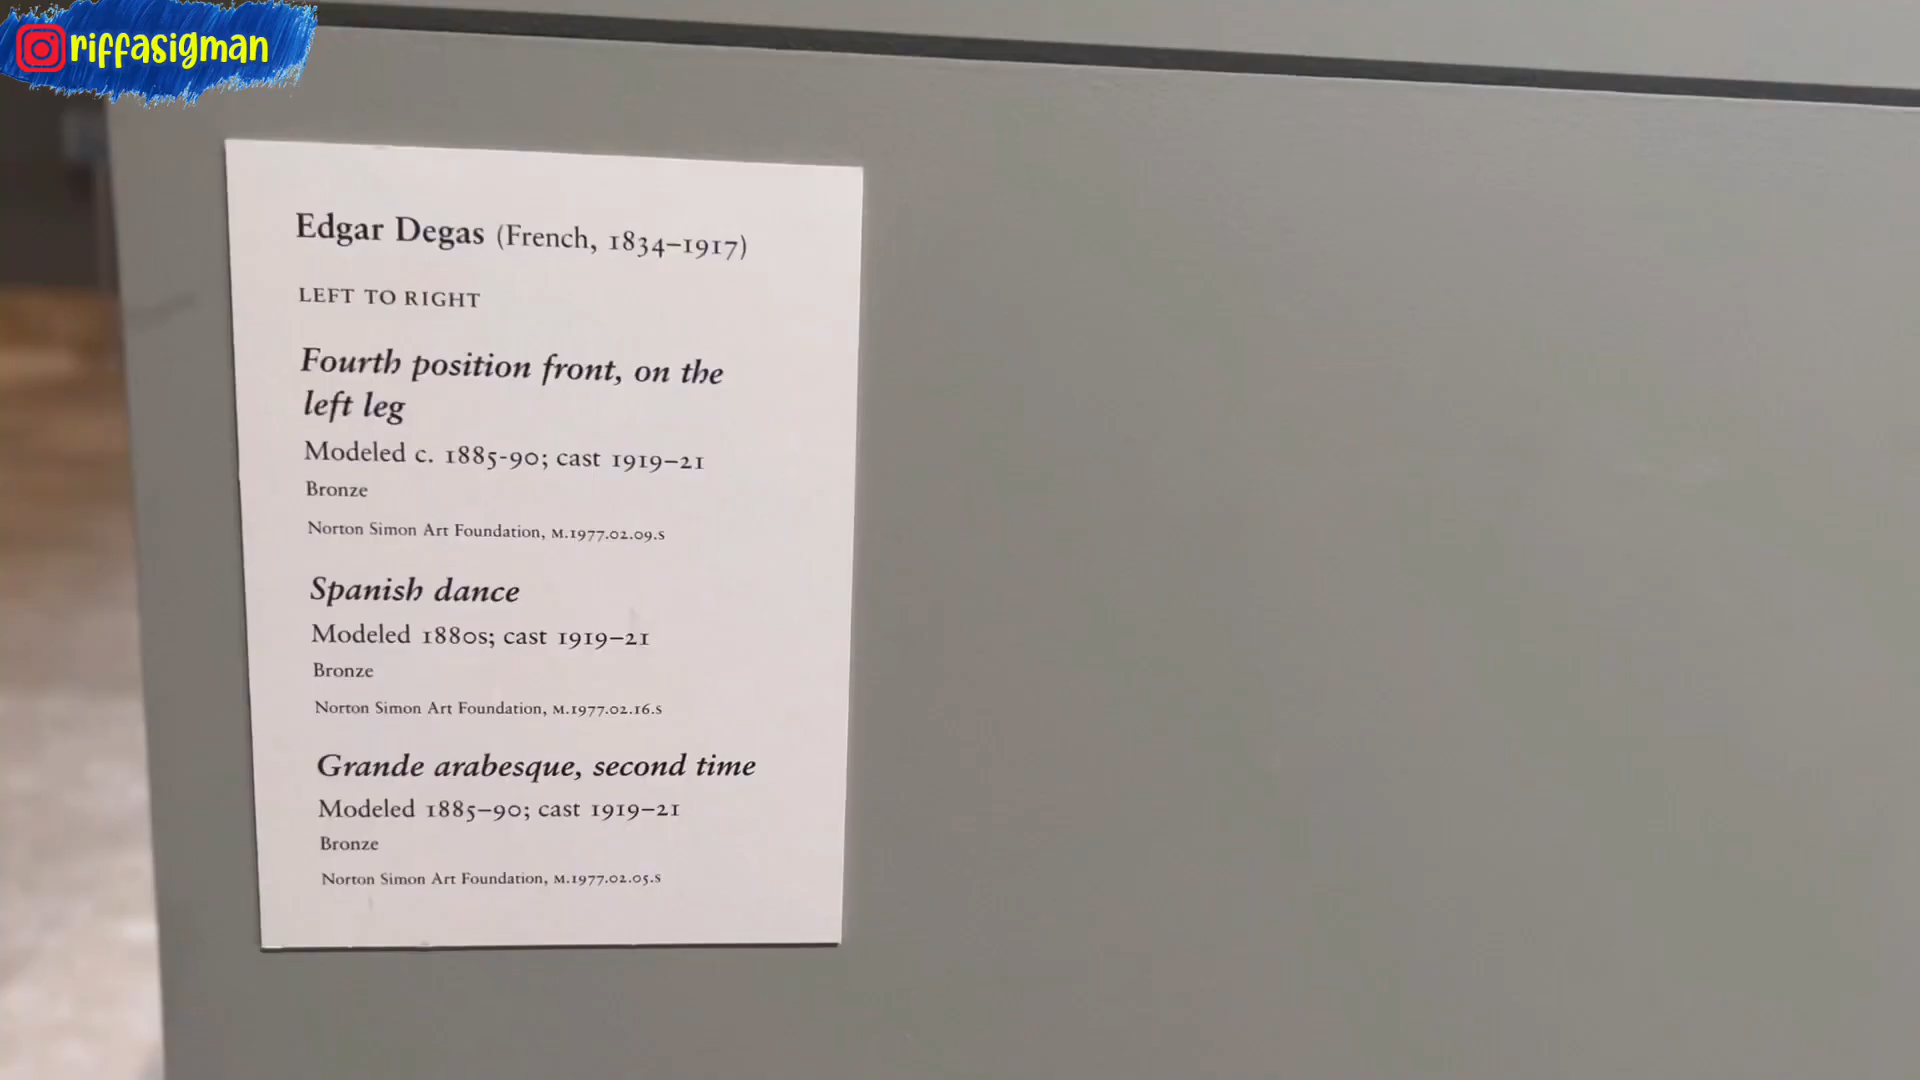 riffasigman
Edgar Degas (French, 1834–1917)
LEFT TO RIGHT
Fourth position front, on the
left leg
Modeled c. 1885-90; cast 1919–21
Bronze
Norton Simon Art Foundation, M.1977.02.09.S
Spanish dance
Modeled 1880s; cast 1919–21
Bronze
Norton Simon Art Foundation, M.1977.02.16.S
Grande arabesque, second time
Modeled 1885–90; cast 1919–21
Bronze
Norton Simon Art Foundation, M.1977.02.05.S